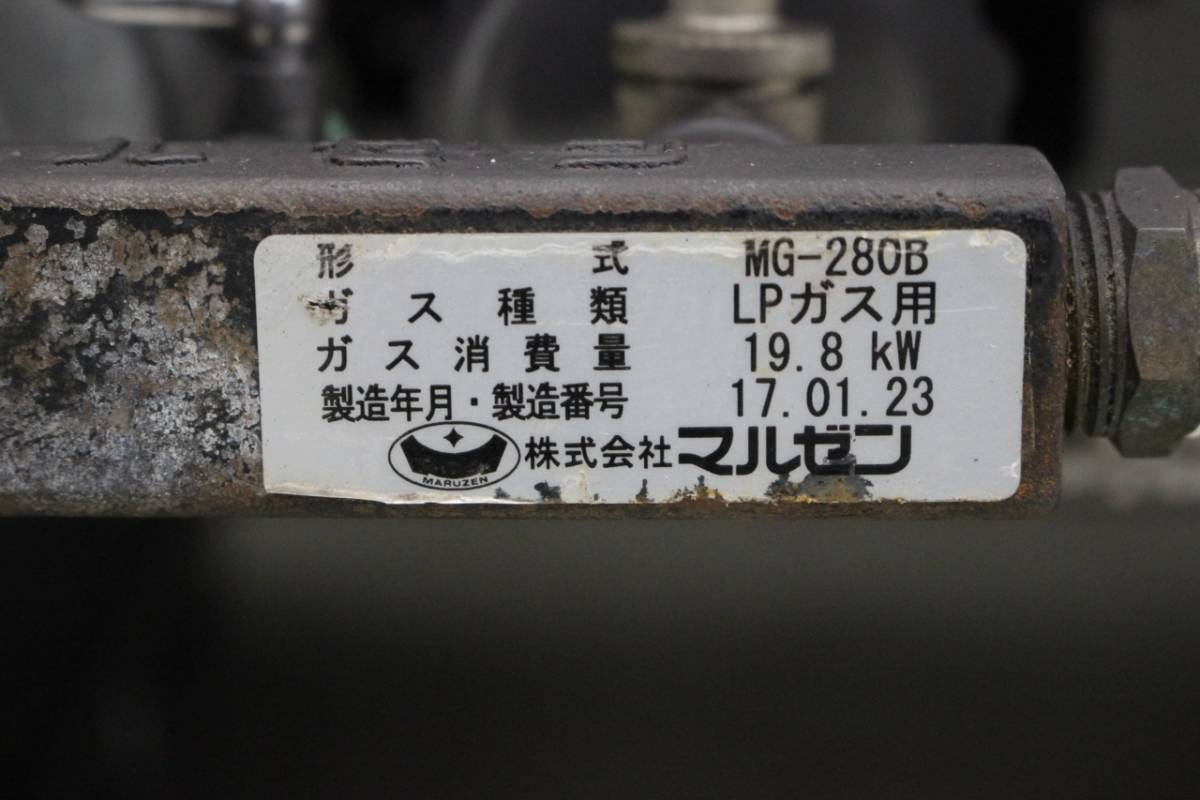 形式 MG-280B
ガス種類 LPガス用
ガス消費量 19.8 kW
製造年月・製造番号 17.01.23
MARUZEN 株式会社 マルゼン